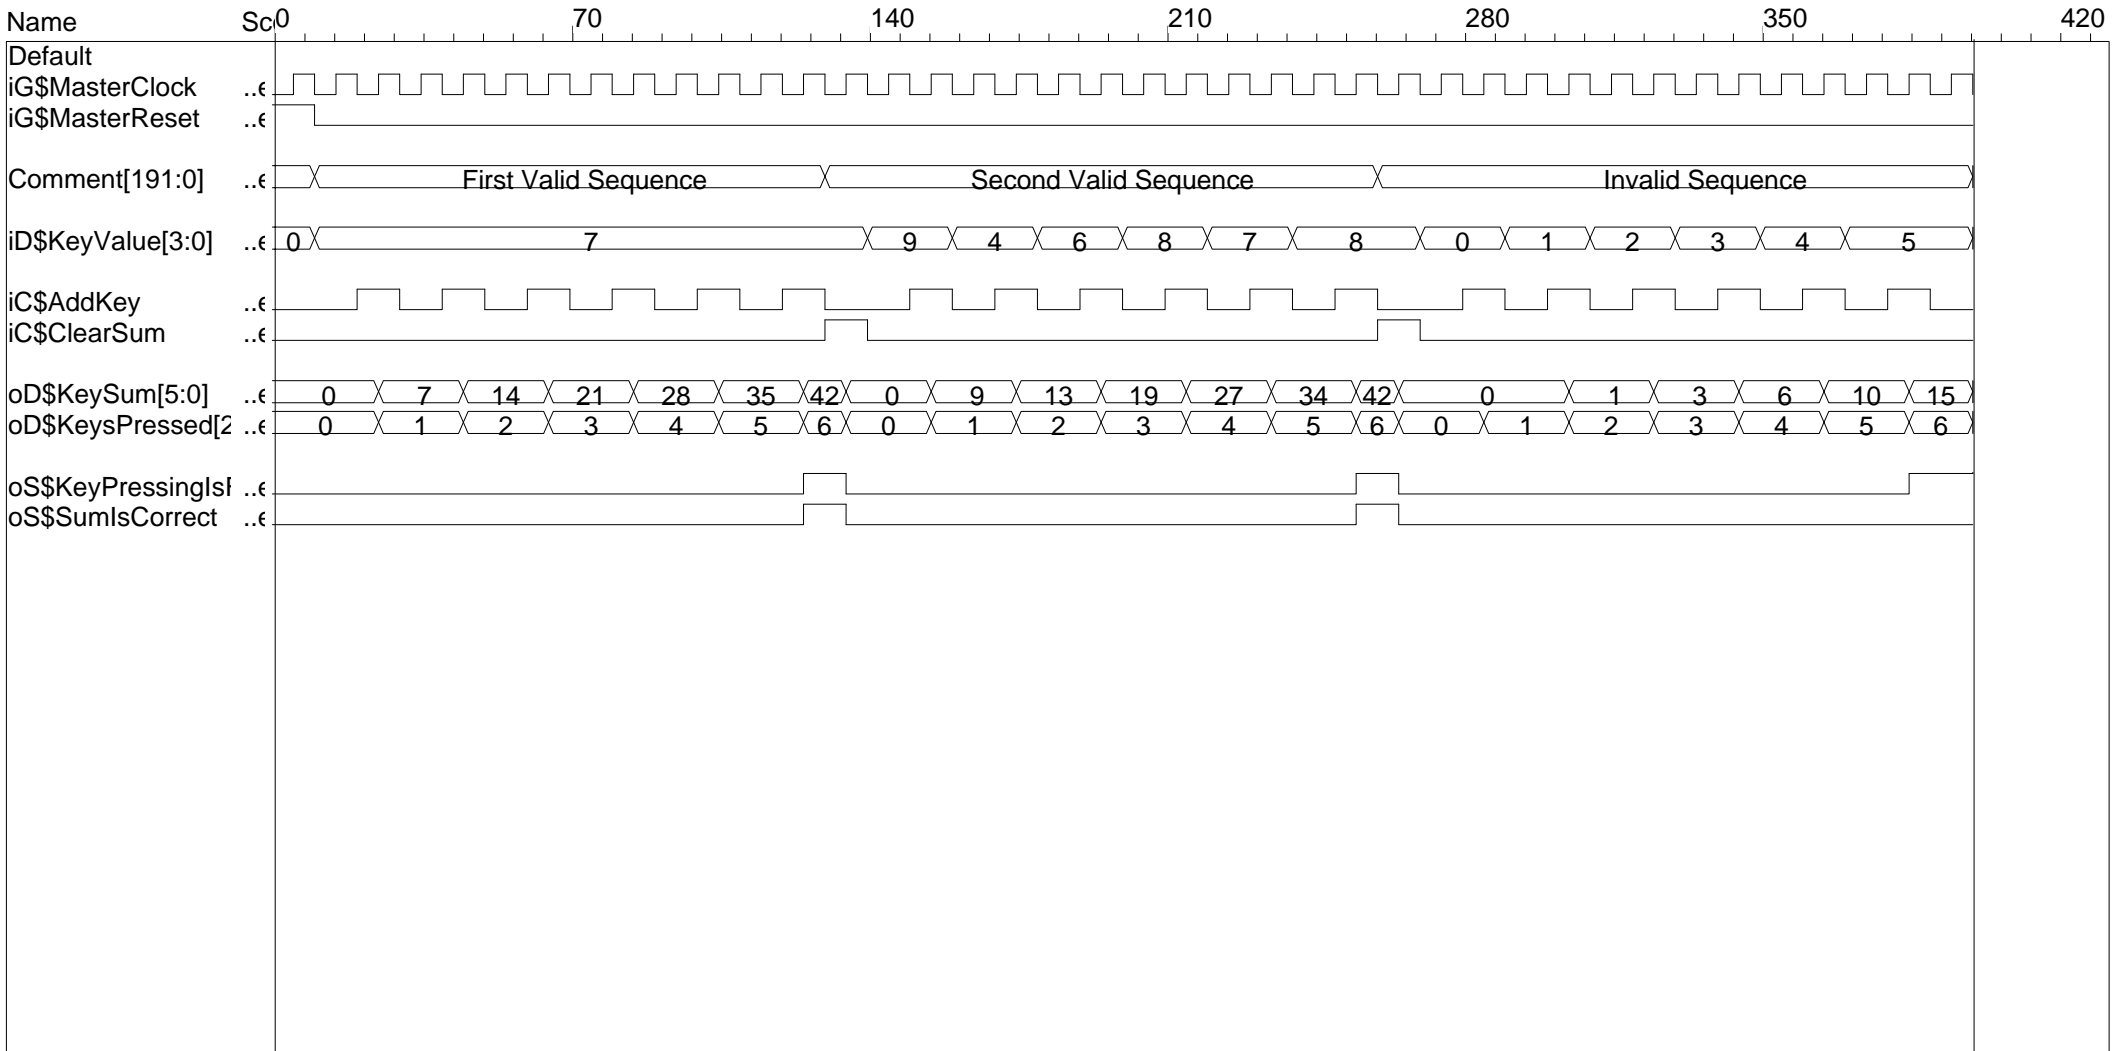 Name Sc 0 70 140 210 280 350 420
Default
iG$MasterClock ..e
iG$MasterReset ..e
Comment[191:0] ..e First Valid Sequence Second Valid Sequence Invalid Sequence
iD$KeyValue[3:0] ..e 0 7 9 4 6 8 7 8 0 1 2 3 4 5
iC$AddKey ..e
iC$ClearSum ..e
oD$KeySum[5:0] ..e 0 7 14 21 28 35 42 0 9 13 19 27 34 42 0 1 3 6 10 15
oD$KeysPressed[2 ..e 0 1 2 3 4 5 6 0 1 2 3 4 5 6 0 1 2 3 4 5 6
oS$KeyPressingIsF ..e
oS$SumIsCorrect ..e